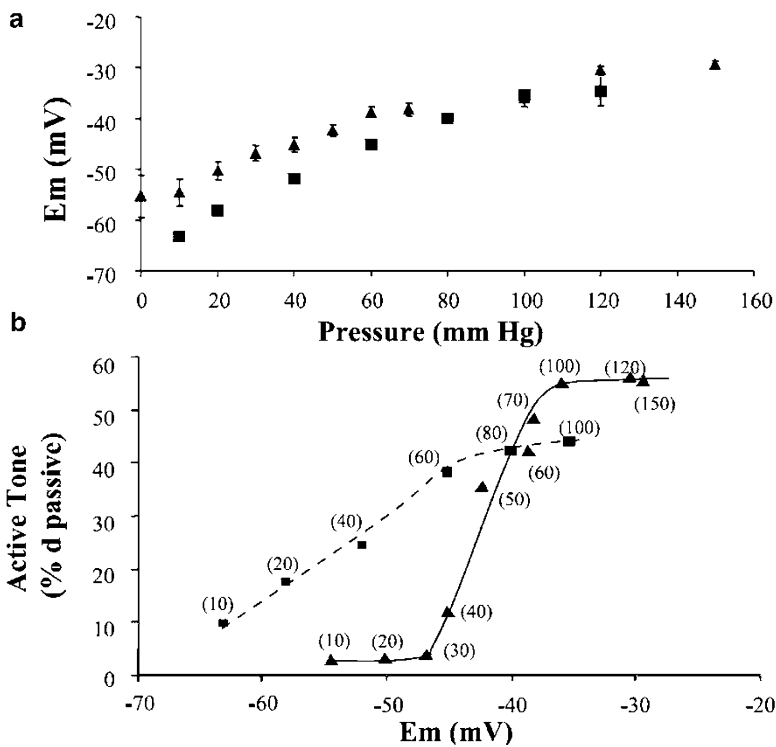 a
-20
-30
-40
-50
-60
-70
Em (mV)
0 20 40 60 80 100 120 140 160
Pressure (mm Hg)
b
60
50
40
30
20
10
0
Active Tone
(% d passive)
(100) (120)
(150)
(70)
(80) (100)
(60) (60)
(50)
(40)
(20)
(10) (40)
(10) (20) (30)
-70 -60 -50 -40 -30 -20
Em (mV)